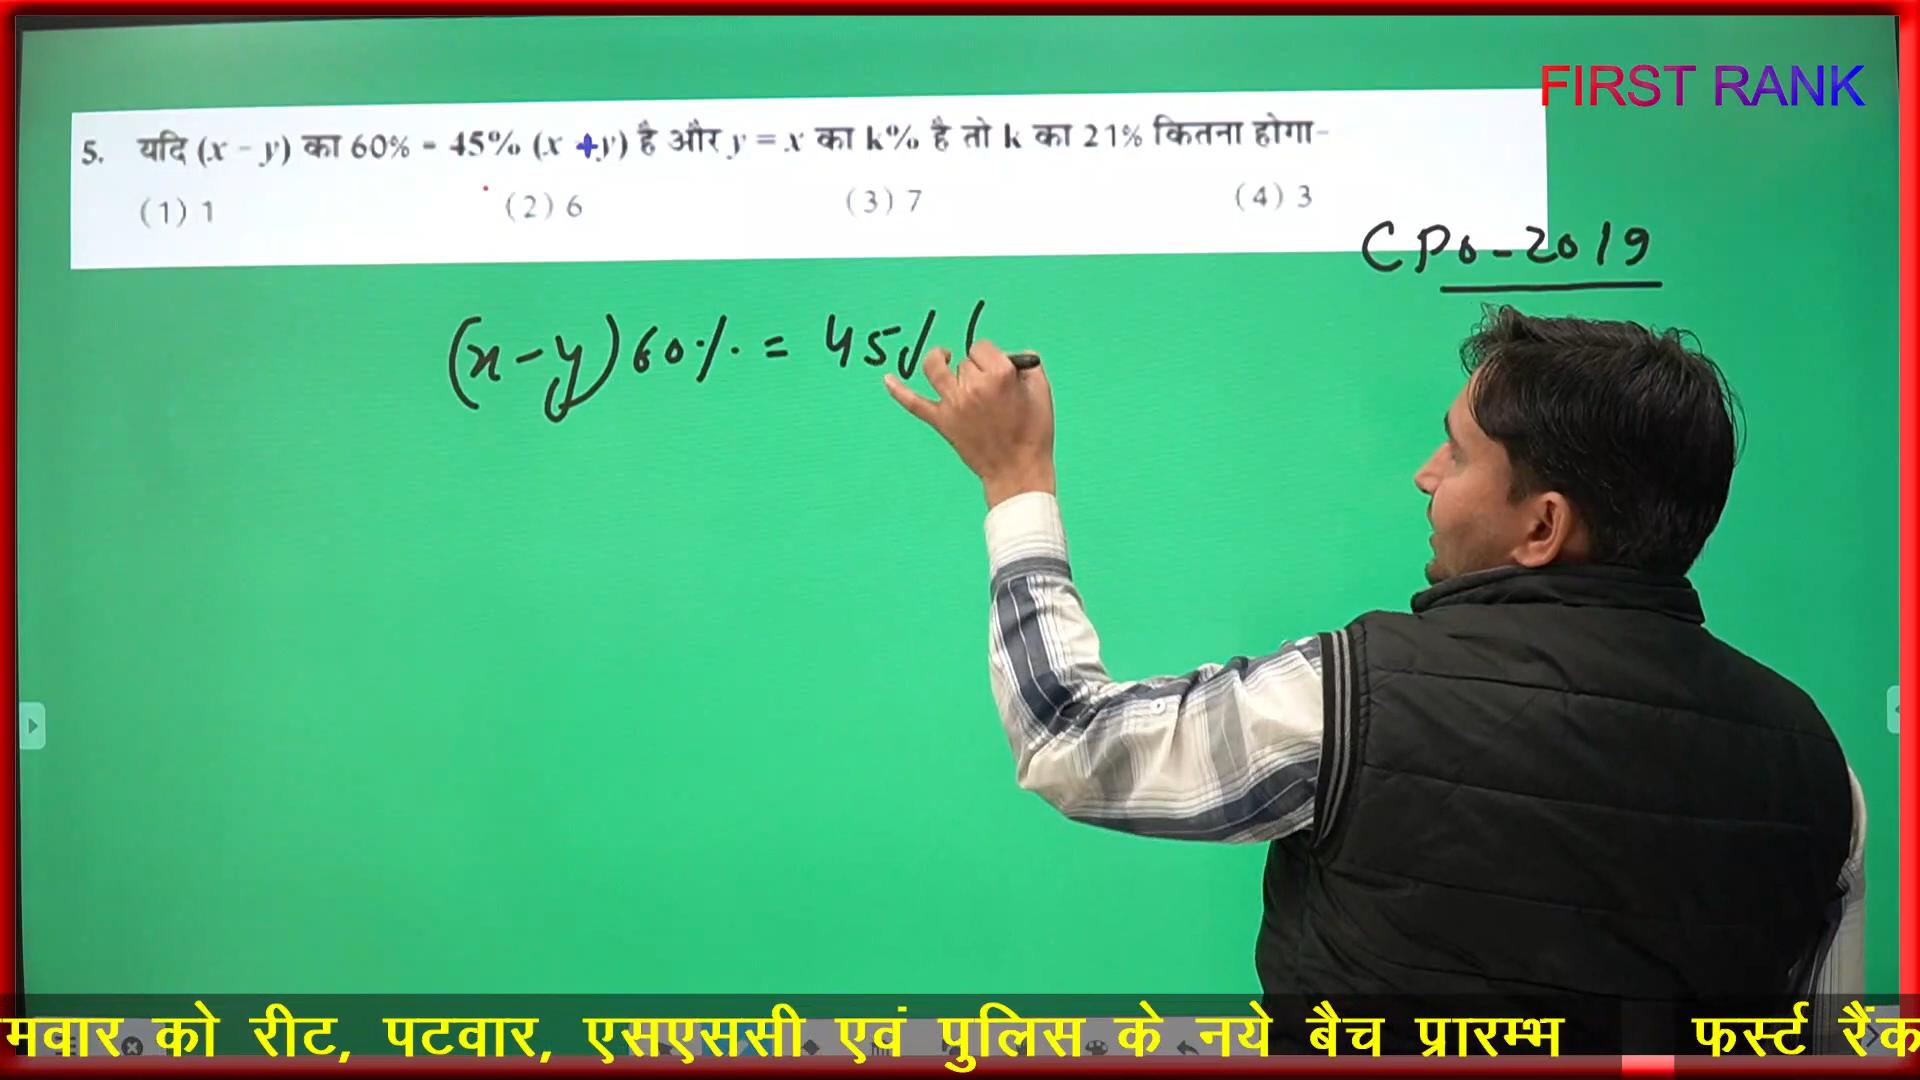 FIRST RANK
5. यदि (x - y) का 60% = 45% (x + y) है और y = x का k% है तो k का 21% कितना होगा-
(1) 1 (2) 6 (3) 7 (4) 3
CPO-2019
(x-y)60% = 45%(
मवार को रीट, पटवार, एसएससी एवं पुलिस के नये बैच प्रारम्भ फर्स्ट रैंक